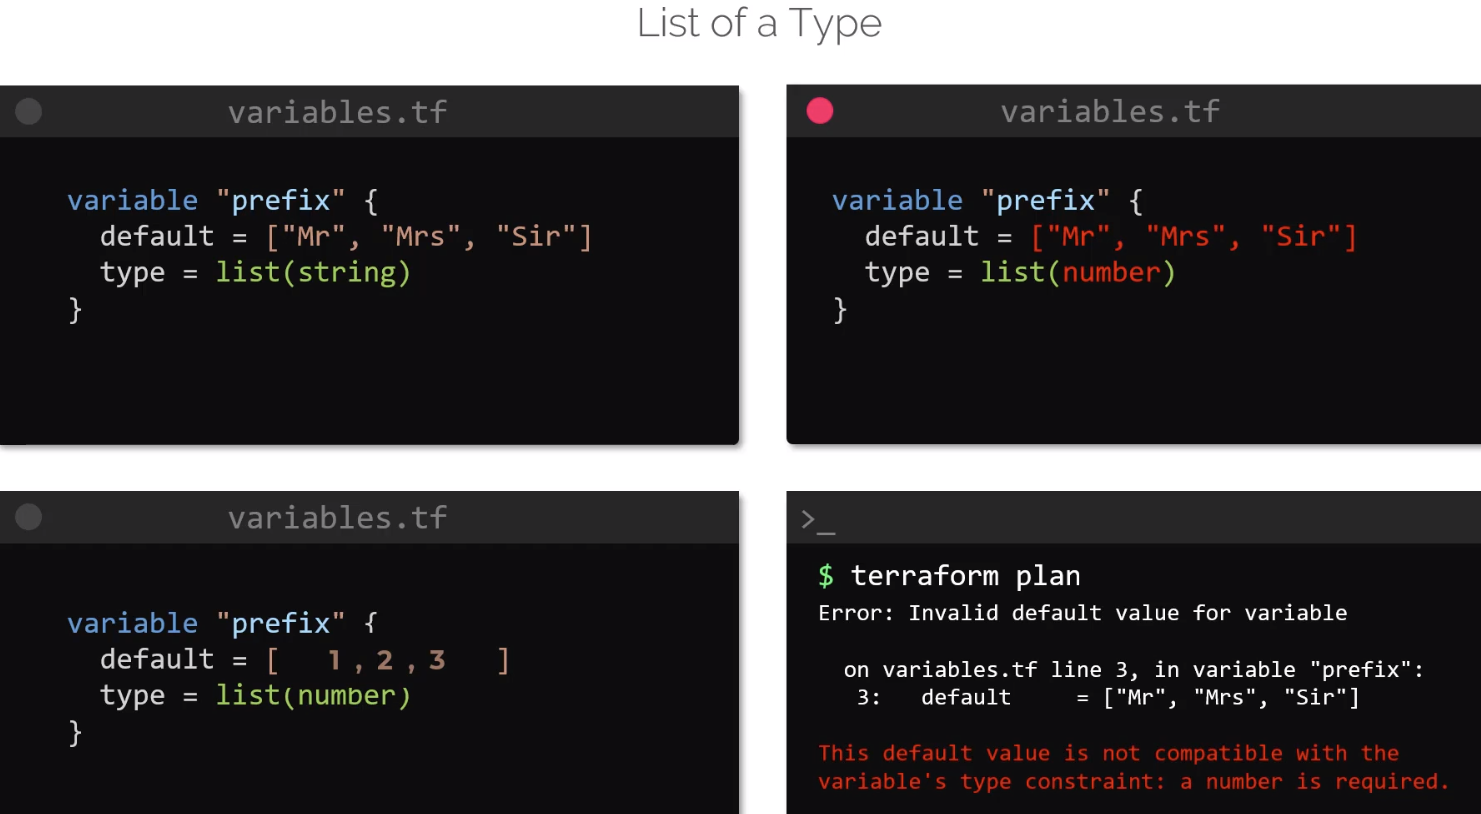 List of a Type
variables.tf
variable "prefix" {
default = ["Mr", "Mrs", "Sir"]
type = list(string)
}
variables.tf
variable "prefix" {
default = ["Mr", "Mrs", "Sir"]
type = list(number)
}
variables.tf
variable "prefix" {
default = [ 1 , 2 , 3 ]
type = list(number)
}
>_
$ terraform plan
Error: Invalid default value for variable
on variables.tf line 3, in variable "prefix":
3: default = ["Mr", "Mrs", "Sir"]
This default value is not compatible with the
variable's type constraint: a number is required.